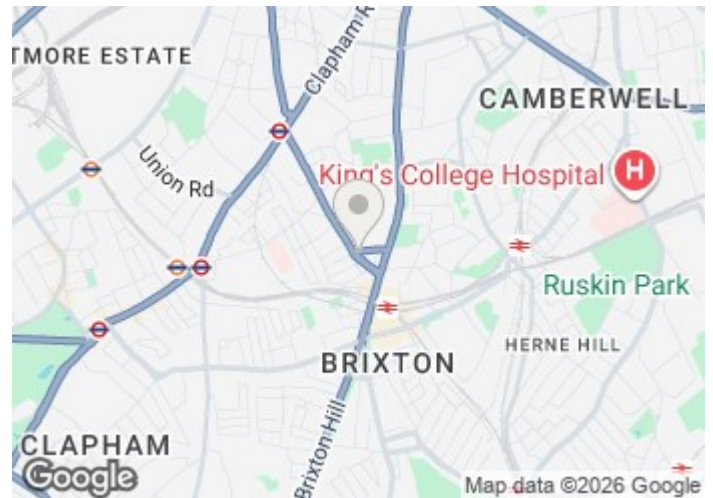 TMORE ESTATE
Clapham R
CAMBERWELL
Union Rd
King's College Hospital
H
Ruskin Park
HERNE HILL
BRIXTON
Brixton Hill
CLAPHAM
Google
Map data ©2026 Google